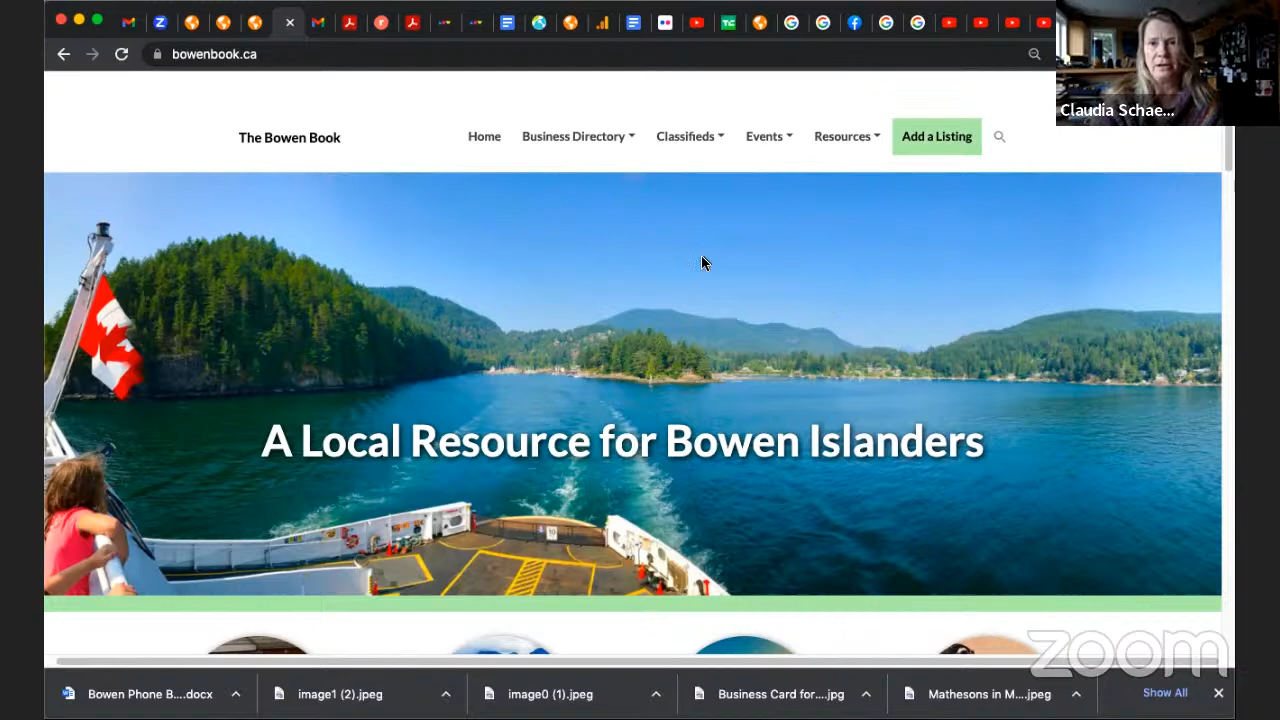 bowenbook.ca
Claudia Schae...
The Bowen Book
Home
Business Directory
Classifieds
Events
Resources
Add a Listing
A Local Resource for Bowen Islanders
zoom
Bowen Phone B....docx
image1 (2).jpeg
image0 (1).jpeg
Business Card for....jpg
Mathesons in M....jpeg
Show All